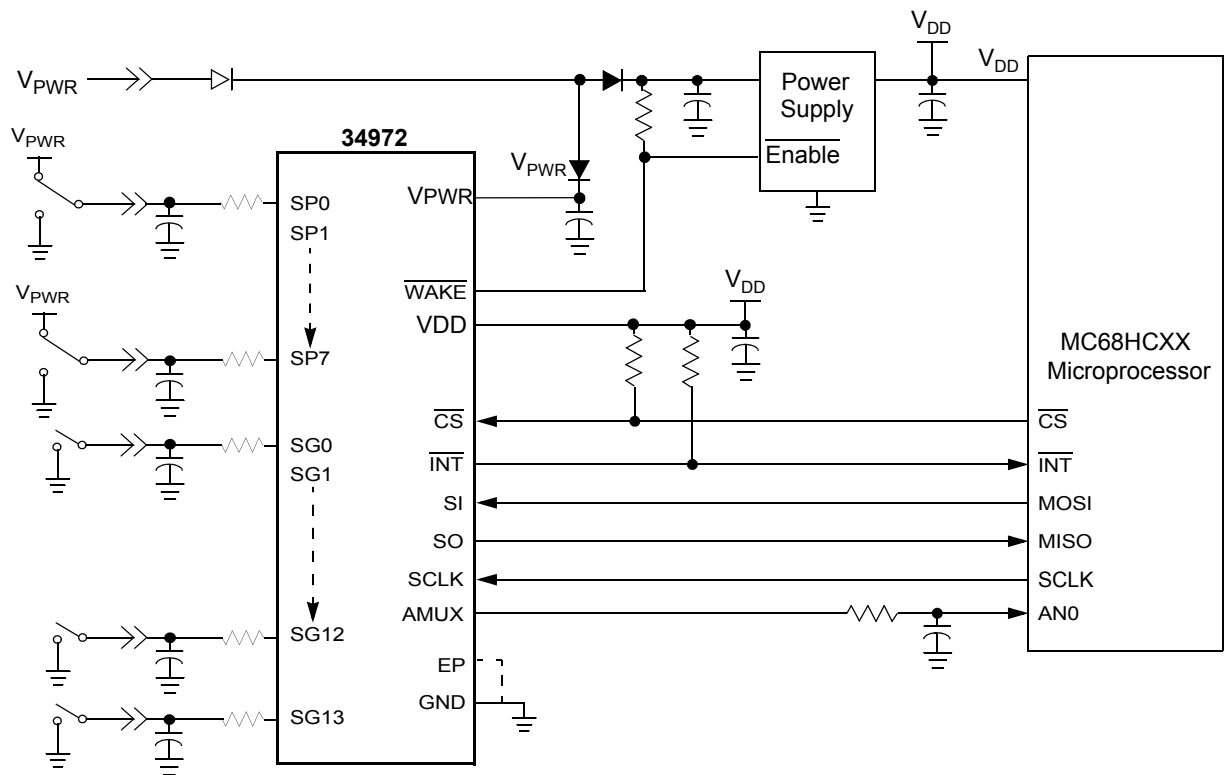 V_DD
V_DD
V_PWR
Power
Supply
Enable
V_PWR
34972
V_PWR
SP0
SP1
VPWR
WAKE
V_DD
VDD
V_PWR
SP7
MC68HCXX
Microprocessor
CS
CS
SG0
SG1
INT
INT
SI
MOSI
SO
MISO
SCLK
SCLK
AMUX
AN0
SG12
EP
GND
SG13